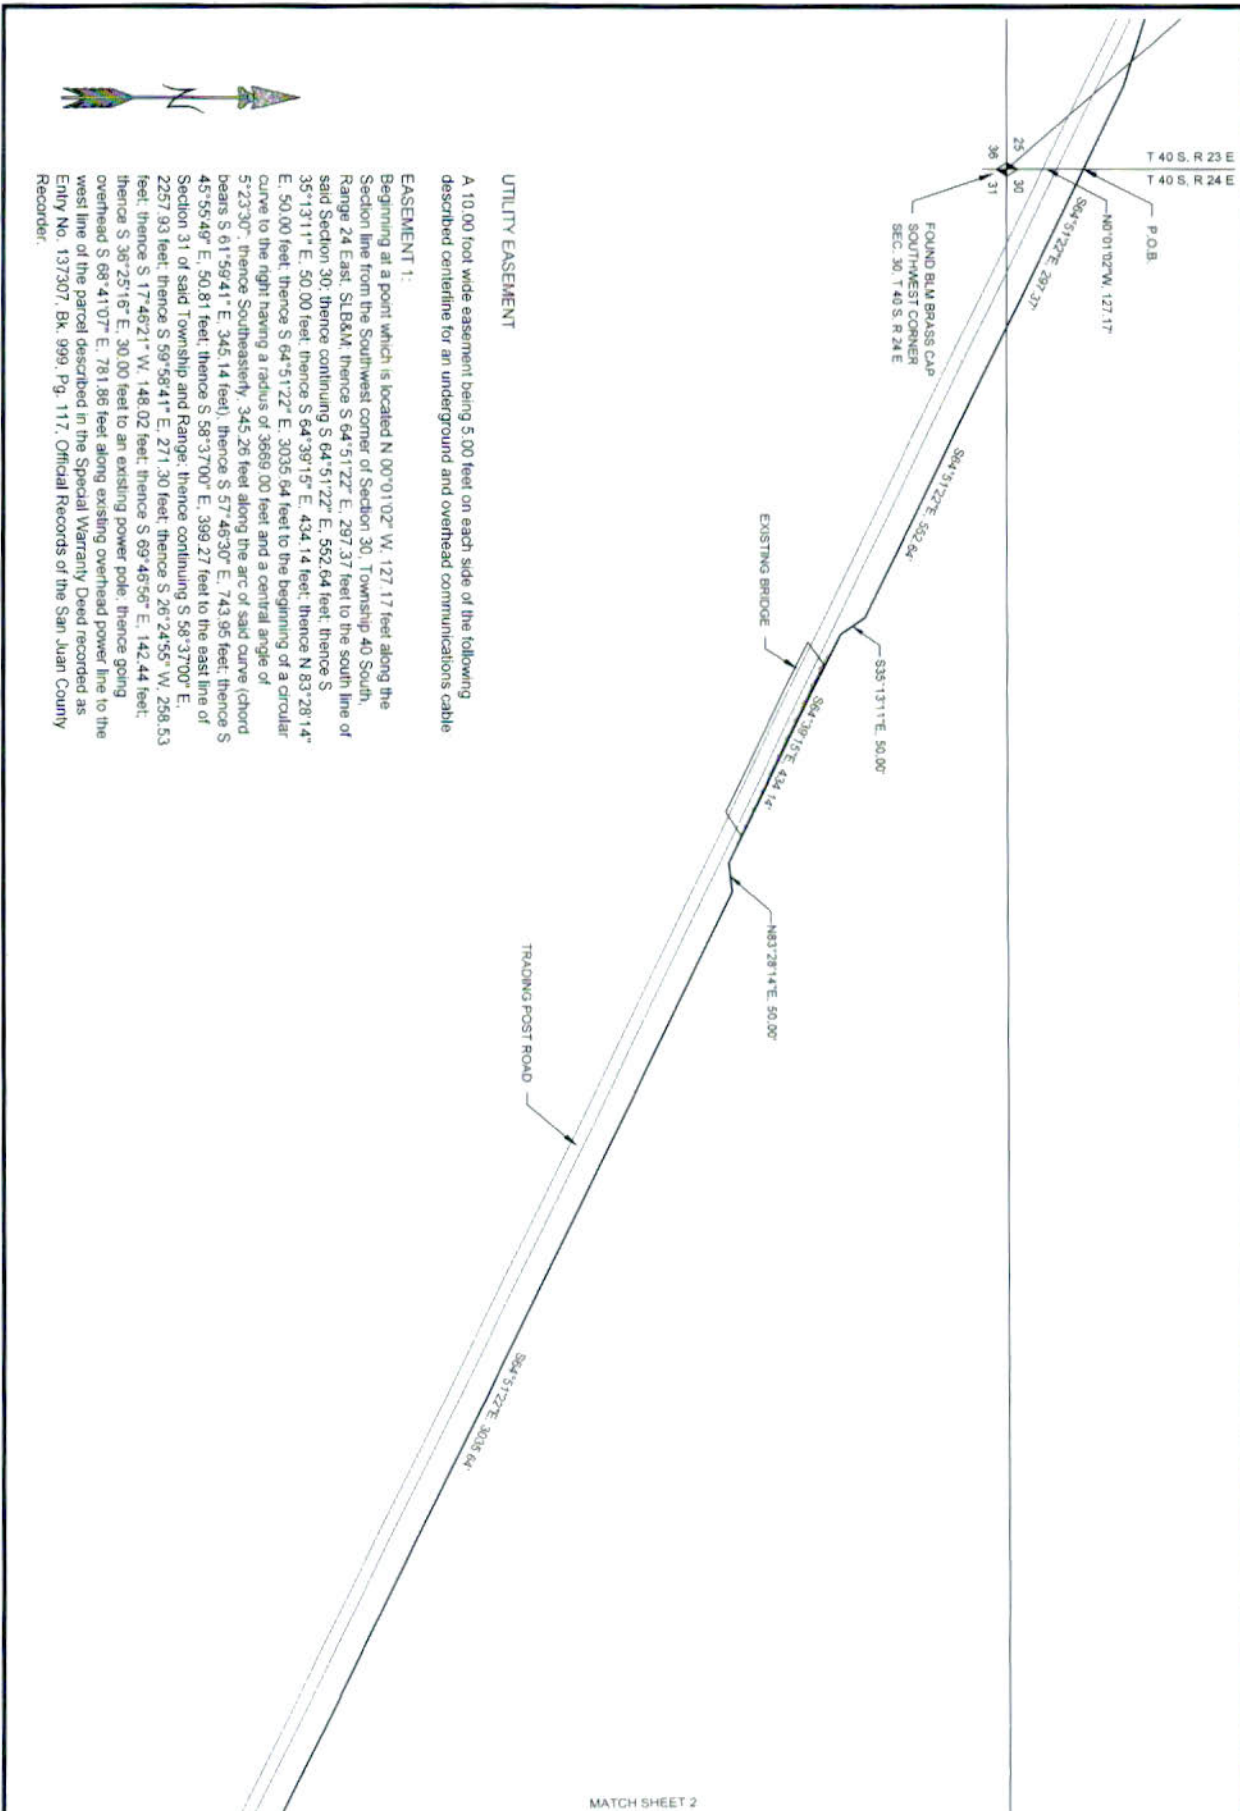 T 40 S, R 23 E
T 40 S, R 24 E
P.O.B.
N0°01'02"W, 127.17'
25
30
36
31
S64°51'22"E, 297.37'
FOUND BLM BRASS CAP
SOUTHWEST CORNER
SEC. 30, T 40 S, R 24 E
S64°51'22"E, 552.64'
S35°13'11"E, 50.00'
EXISTING BRIDGE
S64°39'15"E, 434.14'
N83°28'14"E, 50.00'
TRADING POST ROAD
S64°51'22"E, 3035.64'
N
UTILITY EASEMENT
A 10.00 foot wide easement being 5.00 feet on each side of the following
described centerline for an underground and overhead communications cable
EASEMENT 1:
Beginning at a point which is located N 00°01'02" W, 127.17 feet along the
Section line from the Southwest corner of Section 30, Township 40 South,
Range 24 East, SLB&M, thence S 64°51'22" E, 297.37 feet to the south line of
said Section 30; thence continuing S 64°51'22" E, 552.64 feet; thence S
35°13'11" E, 50.00 feet; thence S 64°39'15" E, 434.14 feet; thence N 83°28'14"
E, 50.00 feet; thence S 64°51'22" E, 3035.64 feet to the beginning of a circular
curve to the right having a radius of 3669.00 feet and a central angle of
5°23'30", thence Southeasterly, 345.26 feet along the arc of said curve (chord
bears S 61°59'41" E, 345.14 feet), thence S 57°46'30" E, 743.95 feet; thence S
45°55'49" E, 50.81 feet; thence S 58°37'00" E, 399.27 feet to the east line of
Section 31 of said Township and Range; thence continuing S 58°37'00" E,
2257.93 feet; thence S 59°58'41" E, 271.30 feet; thence S 26°24'55" W, 258.53
feet; thence S 17°46'21" W, 148.02 feet; thence S 69°46'56" E, 142.44 feet;
thence S 36°25'16" E, 30.00 feet to an existing power pole; thence going
overhead S 68°41'07" E, 781.86 feet along existing overhead power line to the
west line of the parcel described in the Special Warranty Deed recorded as
Entry No. 137307, Bk. 999, Pg. 117, Official Records of the San Juan County
Recorder.
MATCH SHEET 2